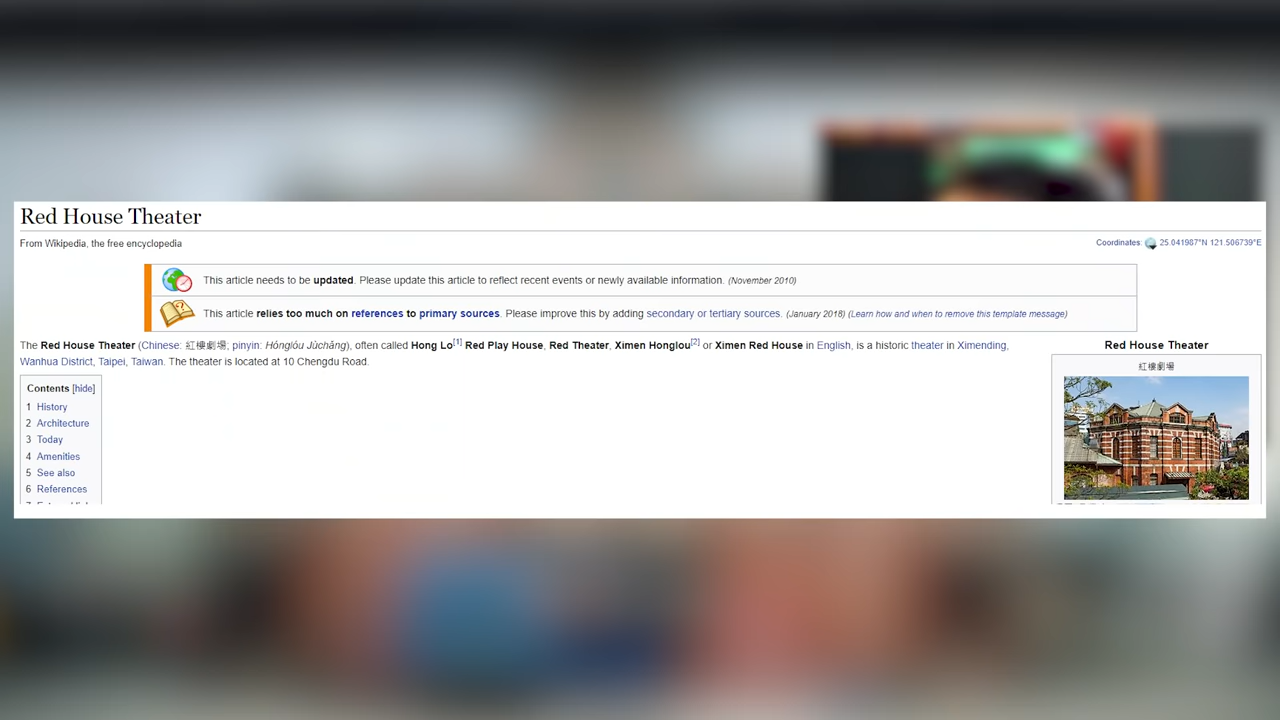 Red House Theater
From Wikipedia, the free encyclopedia
Coordinates: 25.041987°N 121.506739°E
This article needs to be updated. Please update this article to reflect recent events or newly available information. (November 2010)
This article relies too much on references to primary sources. Please improve this by adding secondary or tertiary sources. (January 2018) (Learn how and when to remove this template message)
The Red House Theater (Chinese: 紅樓劇場; pinyin: Hónglóu Jùchǎng), often called Hong Lo[1] Red Play House, Red Theater, Ximen Honglou[2] or Ximen Red House in English, is a historic theater in Ximending,
Wanhua District, Taipei, Taiwan. The theater is located at 10 Chengdu Road.
Contents [hide]
1 History
2 Architecture
3 Today
4 Amenities
5 See also
6 References
Red House Theater
紅樓劇場